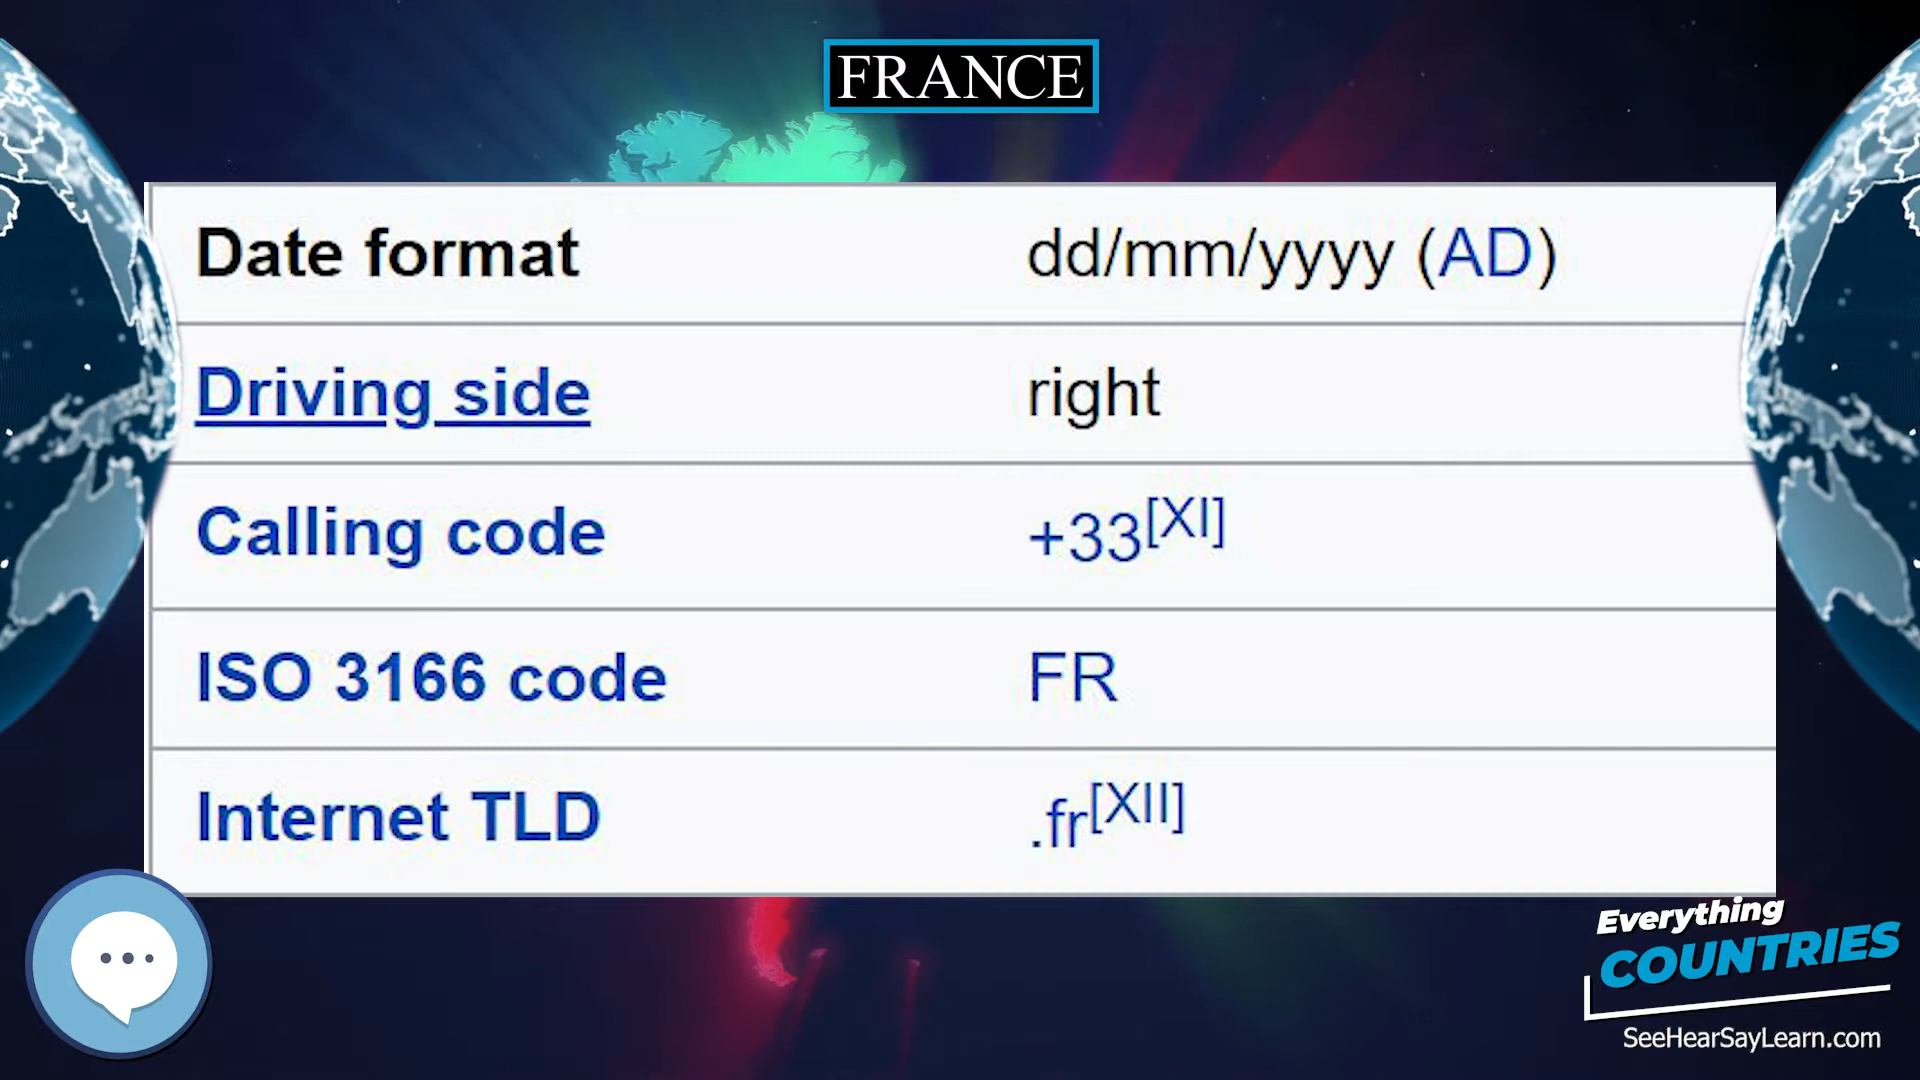 FRANCE
Date format dd/mm/yyyy (AD)
Driving side right
Calling code +33[XI]
ISO 3166 code FR
Internet TLD .fr[XII]
Everything
COUNTRIES
SeeHearSayLearn.com